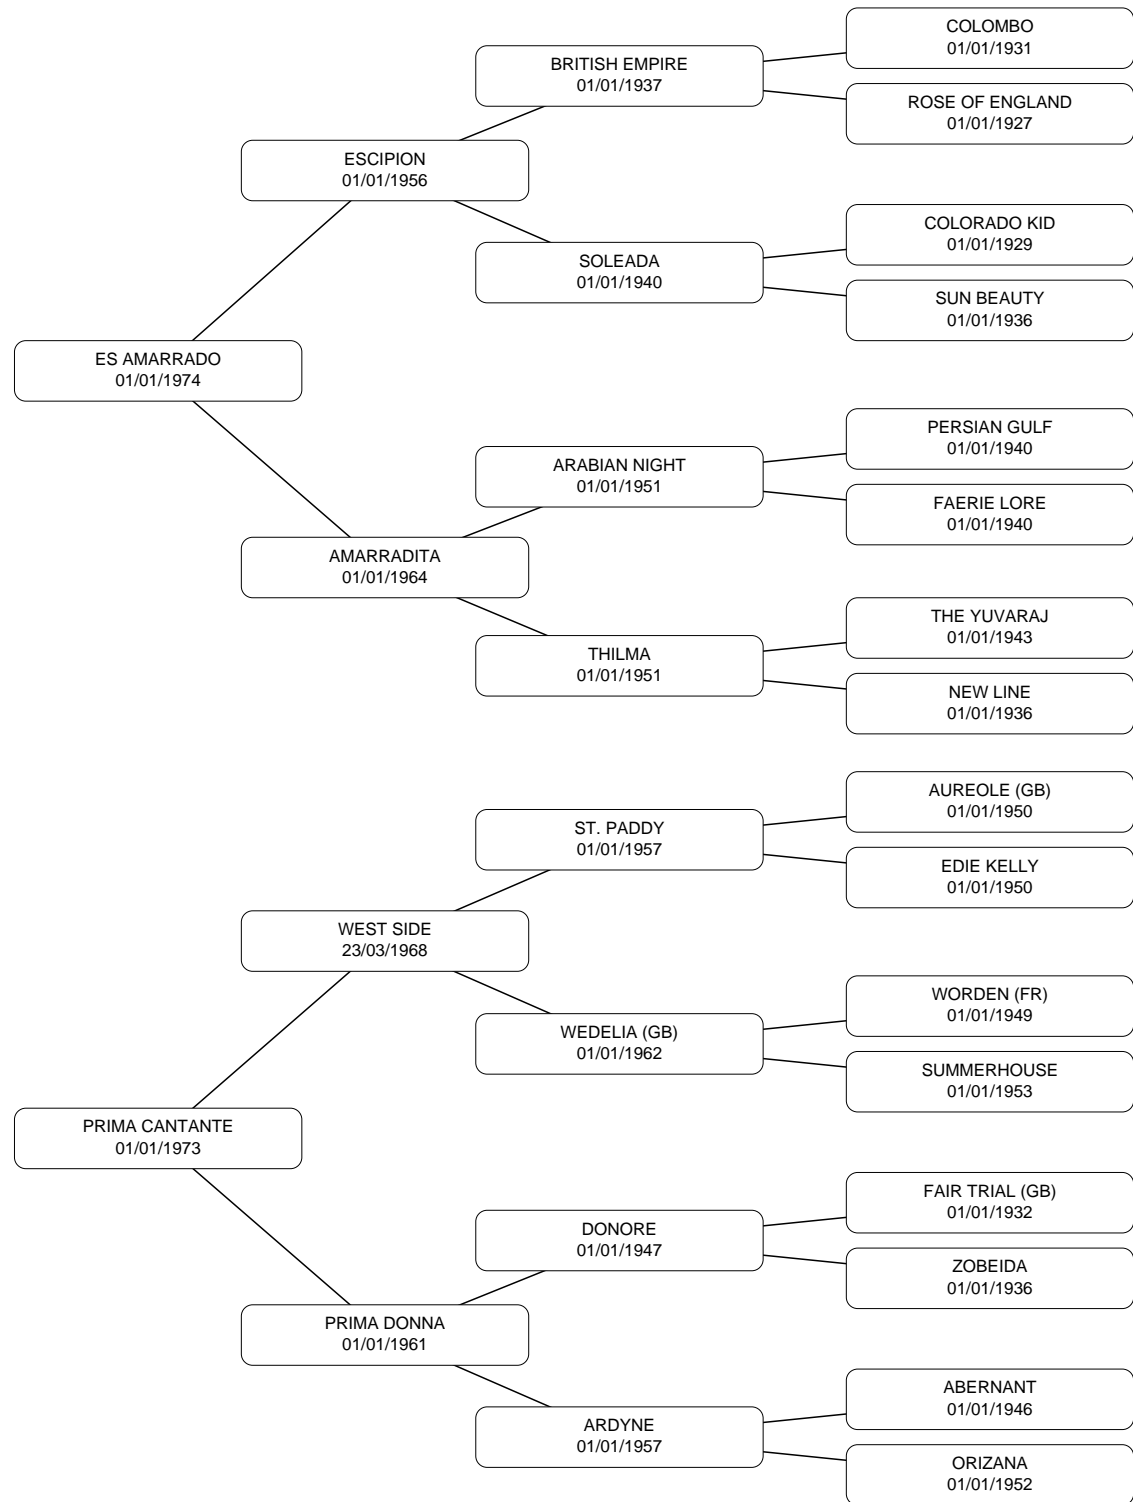 COLOMBO
01/01/1931
BRITISH EMPIRE
01/01/1937
ROSE OF ENGLAND
01/01/1927
ESCIPION
01/01/1956
COLORADO KID
01/01/1929
SOLEADA
01/01/1940
SUN BEAUTY
01/01/1936
ES AMARRADO
01/01/1974
PERSIAN GULF
01/01/1940
ARABIAN NIGHT
01/01/1951
FAERIE LORE
01/01/1940
AMARRADITA
01/01/1964
THE YUVARAJ
01/01/1943
THILMA
01/01/1951
NEW LINE
01/01/1936
AUREOLE (GB)
01/01/1950
ST. PADDY
01/01/1957
EDIE KELLY
01/01/1950
WEST SIDE
23/03/1968
WORDEN (FR)
01/01/1949
WEDELIA (GB)
01/01/1962
SUMMERHOUSE
01/01/1953
PRIMA CANTANTE
01/01/1973
FAIR TRIAL (GB)
01/01/1932
DONORE
01/01/1947
ZOBEIDA
01/01/1936
PRIMA DONNA
01/01/1961
ABERNANT
01/01/1946
ARDYNE
01/01/1957
ORIZANA
01/01/1952